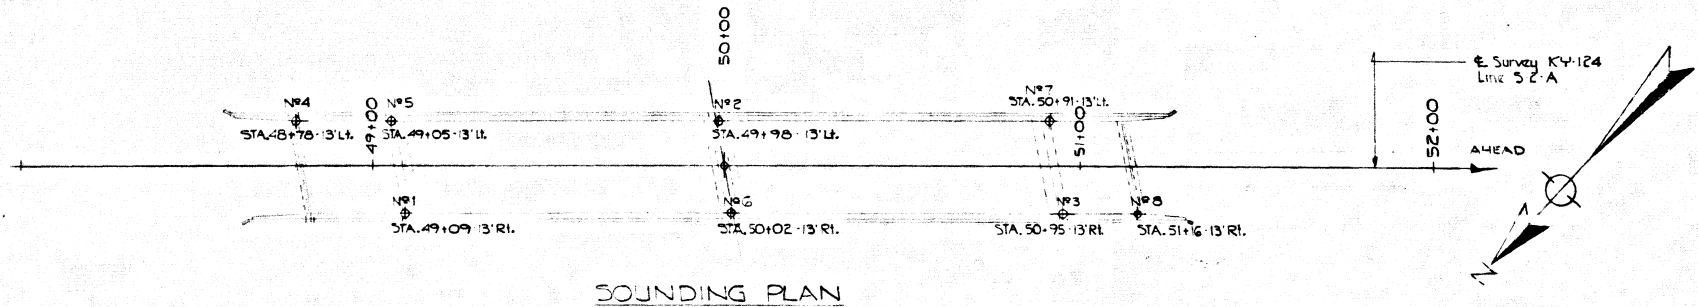 50+00
℄ Survey KY-124
Line S-2-A
Nº4
Nº5
Nº2
Nº7
STA. 50+91-13' Lt.
49+00
STA. 48+78-13' Lt.
STA. 49+05-13' Lt.
STA. 49+98-13' Lt.
51+00
52+00
AHEAD
Nº1
Nº6
Nº3
Nº8
STA. 49+09-13' Rt.
STA. 50+02-13' Rt.
STA. 50+95-13' Rt.
STA. 51+16-13' Rt.
N
SOUNDING PLAN